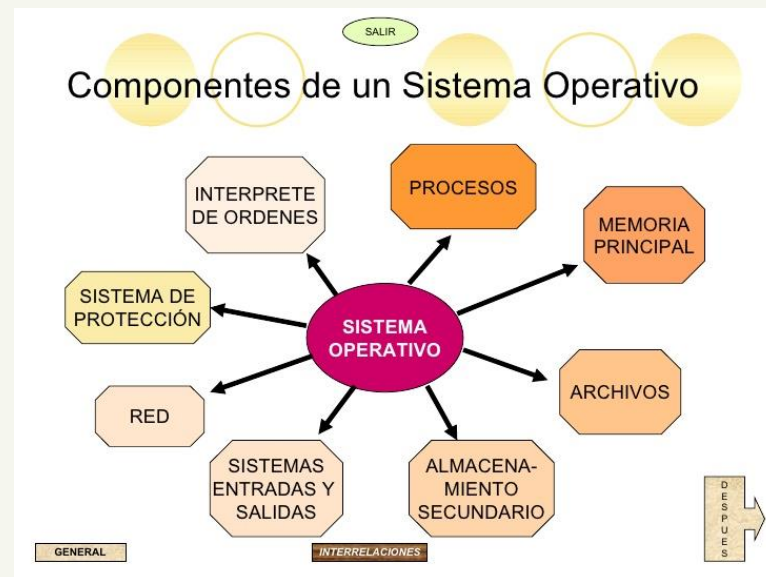 SALIR
Componentes de un Sistema Operativo
INTERPRETE
DE ORDENES
PROCESOS
MEMORIA
PRINCIPAL
SISTEMA DE
PROTECCIÓN
SISTEMA
OPERATIVO
ARCHIVOS
RED
SISTEMAS
ENTRADAS Y
SALIDAS
ALMACENA-
MIENTO
SECUNDARIO
DESPUES
GENERAL
INTERRELACIONES